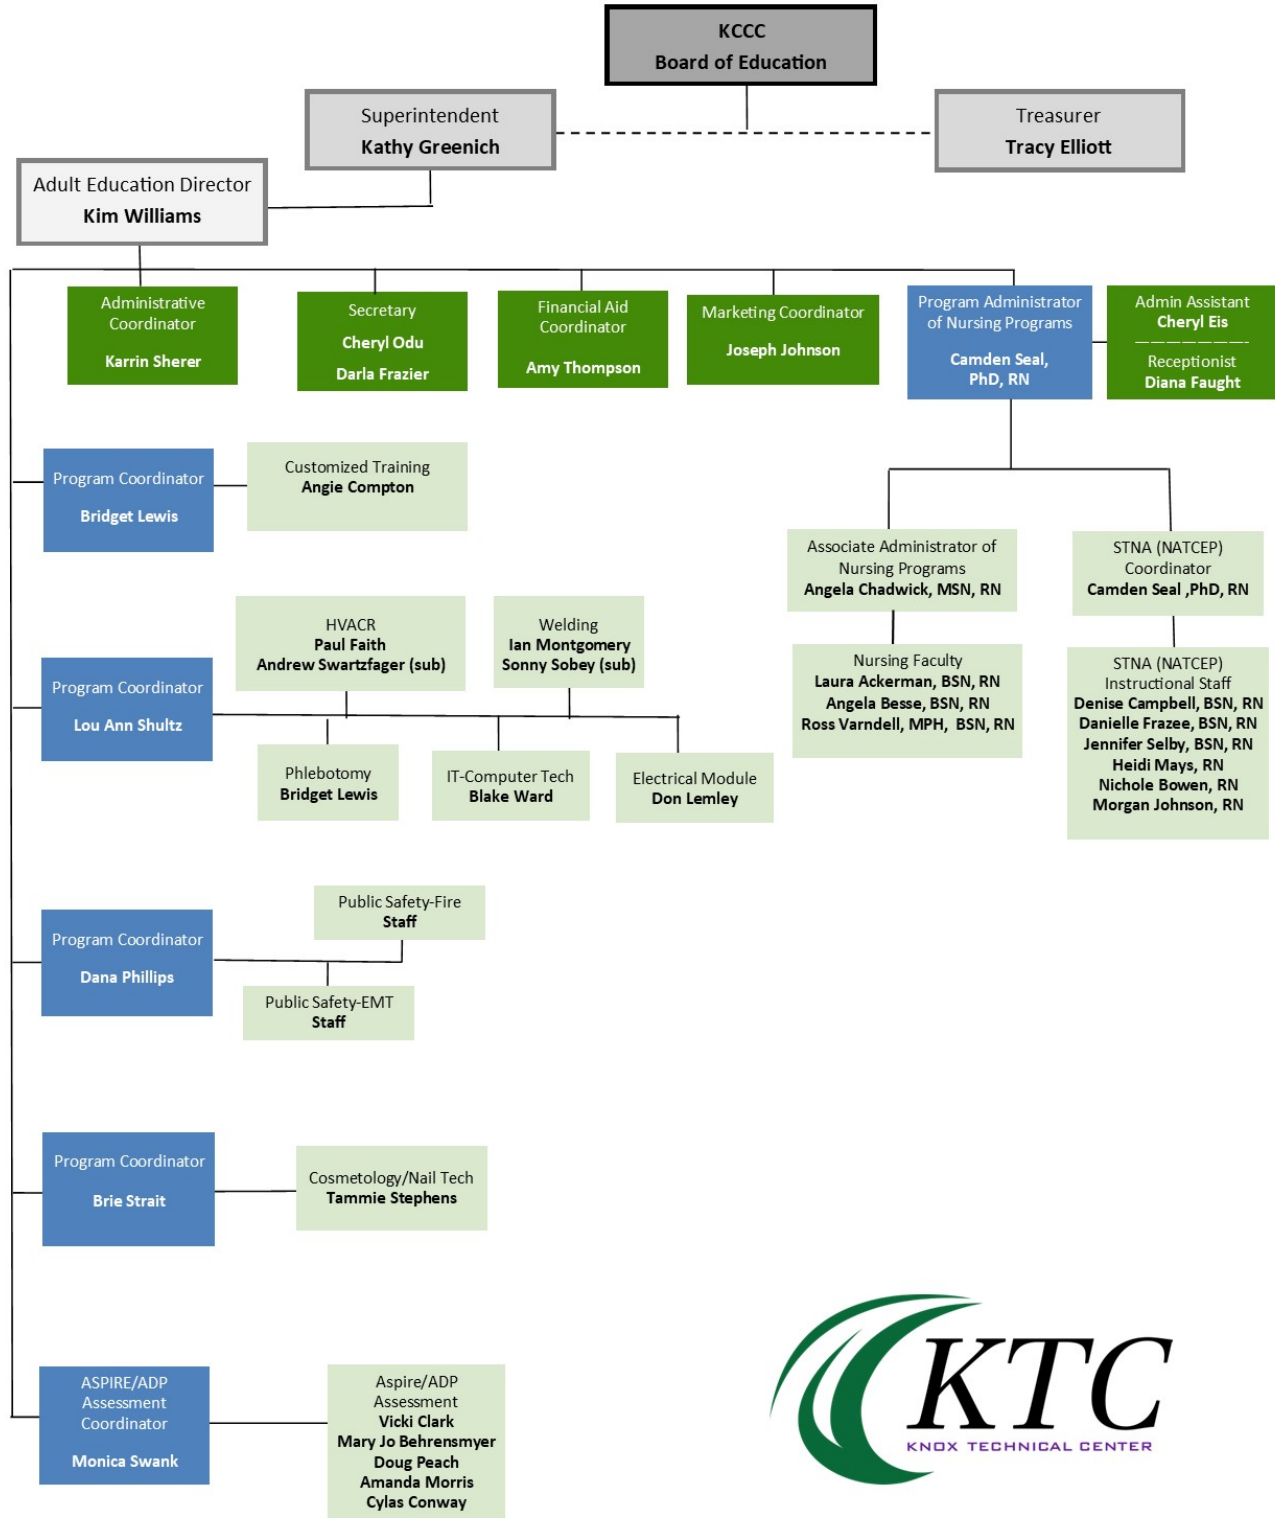 KCCC
Board of Education
Superintendent
Kathy Greenich
Treasurer
Tracy Elliott
Adult Education Director
Kim Williams
Administrative
Coordinator
Karrin Sherer
Secretary
Cheryl Odu
Darla Frazier
Financial Aid
Coordinator
Amy Thompson
Marketing Coordinator
Joseph Johnson
Program Administrator
of Nursing Programs
Camden Seal,
PhD, RN
Admin Assistant
Cheryl Eis
Receptionist
Diana Faught
Program Coordinator
Bridget Lewis
Customized Training
Angie Compton
Associate Administrator of
Nursing Programs
Angela Chadwick, MSN, RN
STNA (NATCEP)
Coordinator
Camden Seal ,PhD, RN
Nursing Faculty
Laura Ackerman, BSN, RN
Angela Besse, BSN, RN
Ross Varndell, MPH, BSN, RN
STNA (NATCEP)
Instructional Staff
Denise Campbell, BSN, RN
Danielle Frazee, BSN, RN
Jennifer Selby, BSN, RN
Heidi Mays, RN
Nichole Bowen, RN
Morgan Johnson, RN
Program Coordinator
Lou Ann Shultz
HVACR
Paul Faith
Andrew Swartzfager (sub)
Welding
Ian Montgomery
Sonny Sobey (sub)
Phlebotomy
Bridget Lewis
IT-Computer Tech
Blake Ward
Electrical Module
Don Lemley
Program Coordinator
Dana Phillips
Public Safety-Fire
Staff
Public Safety-EMT
Staff
Program Coordinator
Brie Strait
Cosmetology/Nail Tech
Tammie Stephens
ASPIRE/ADP
Assessment
Coordinator
Monica Swank
Aspire/ADP
Assessment
Vicki Clark
Mary Jo Behrensmyer
Doug Peach
Amanda Morris
Cylas Conway
KTC
KNOX TECHNICAL CENTER